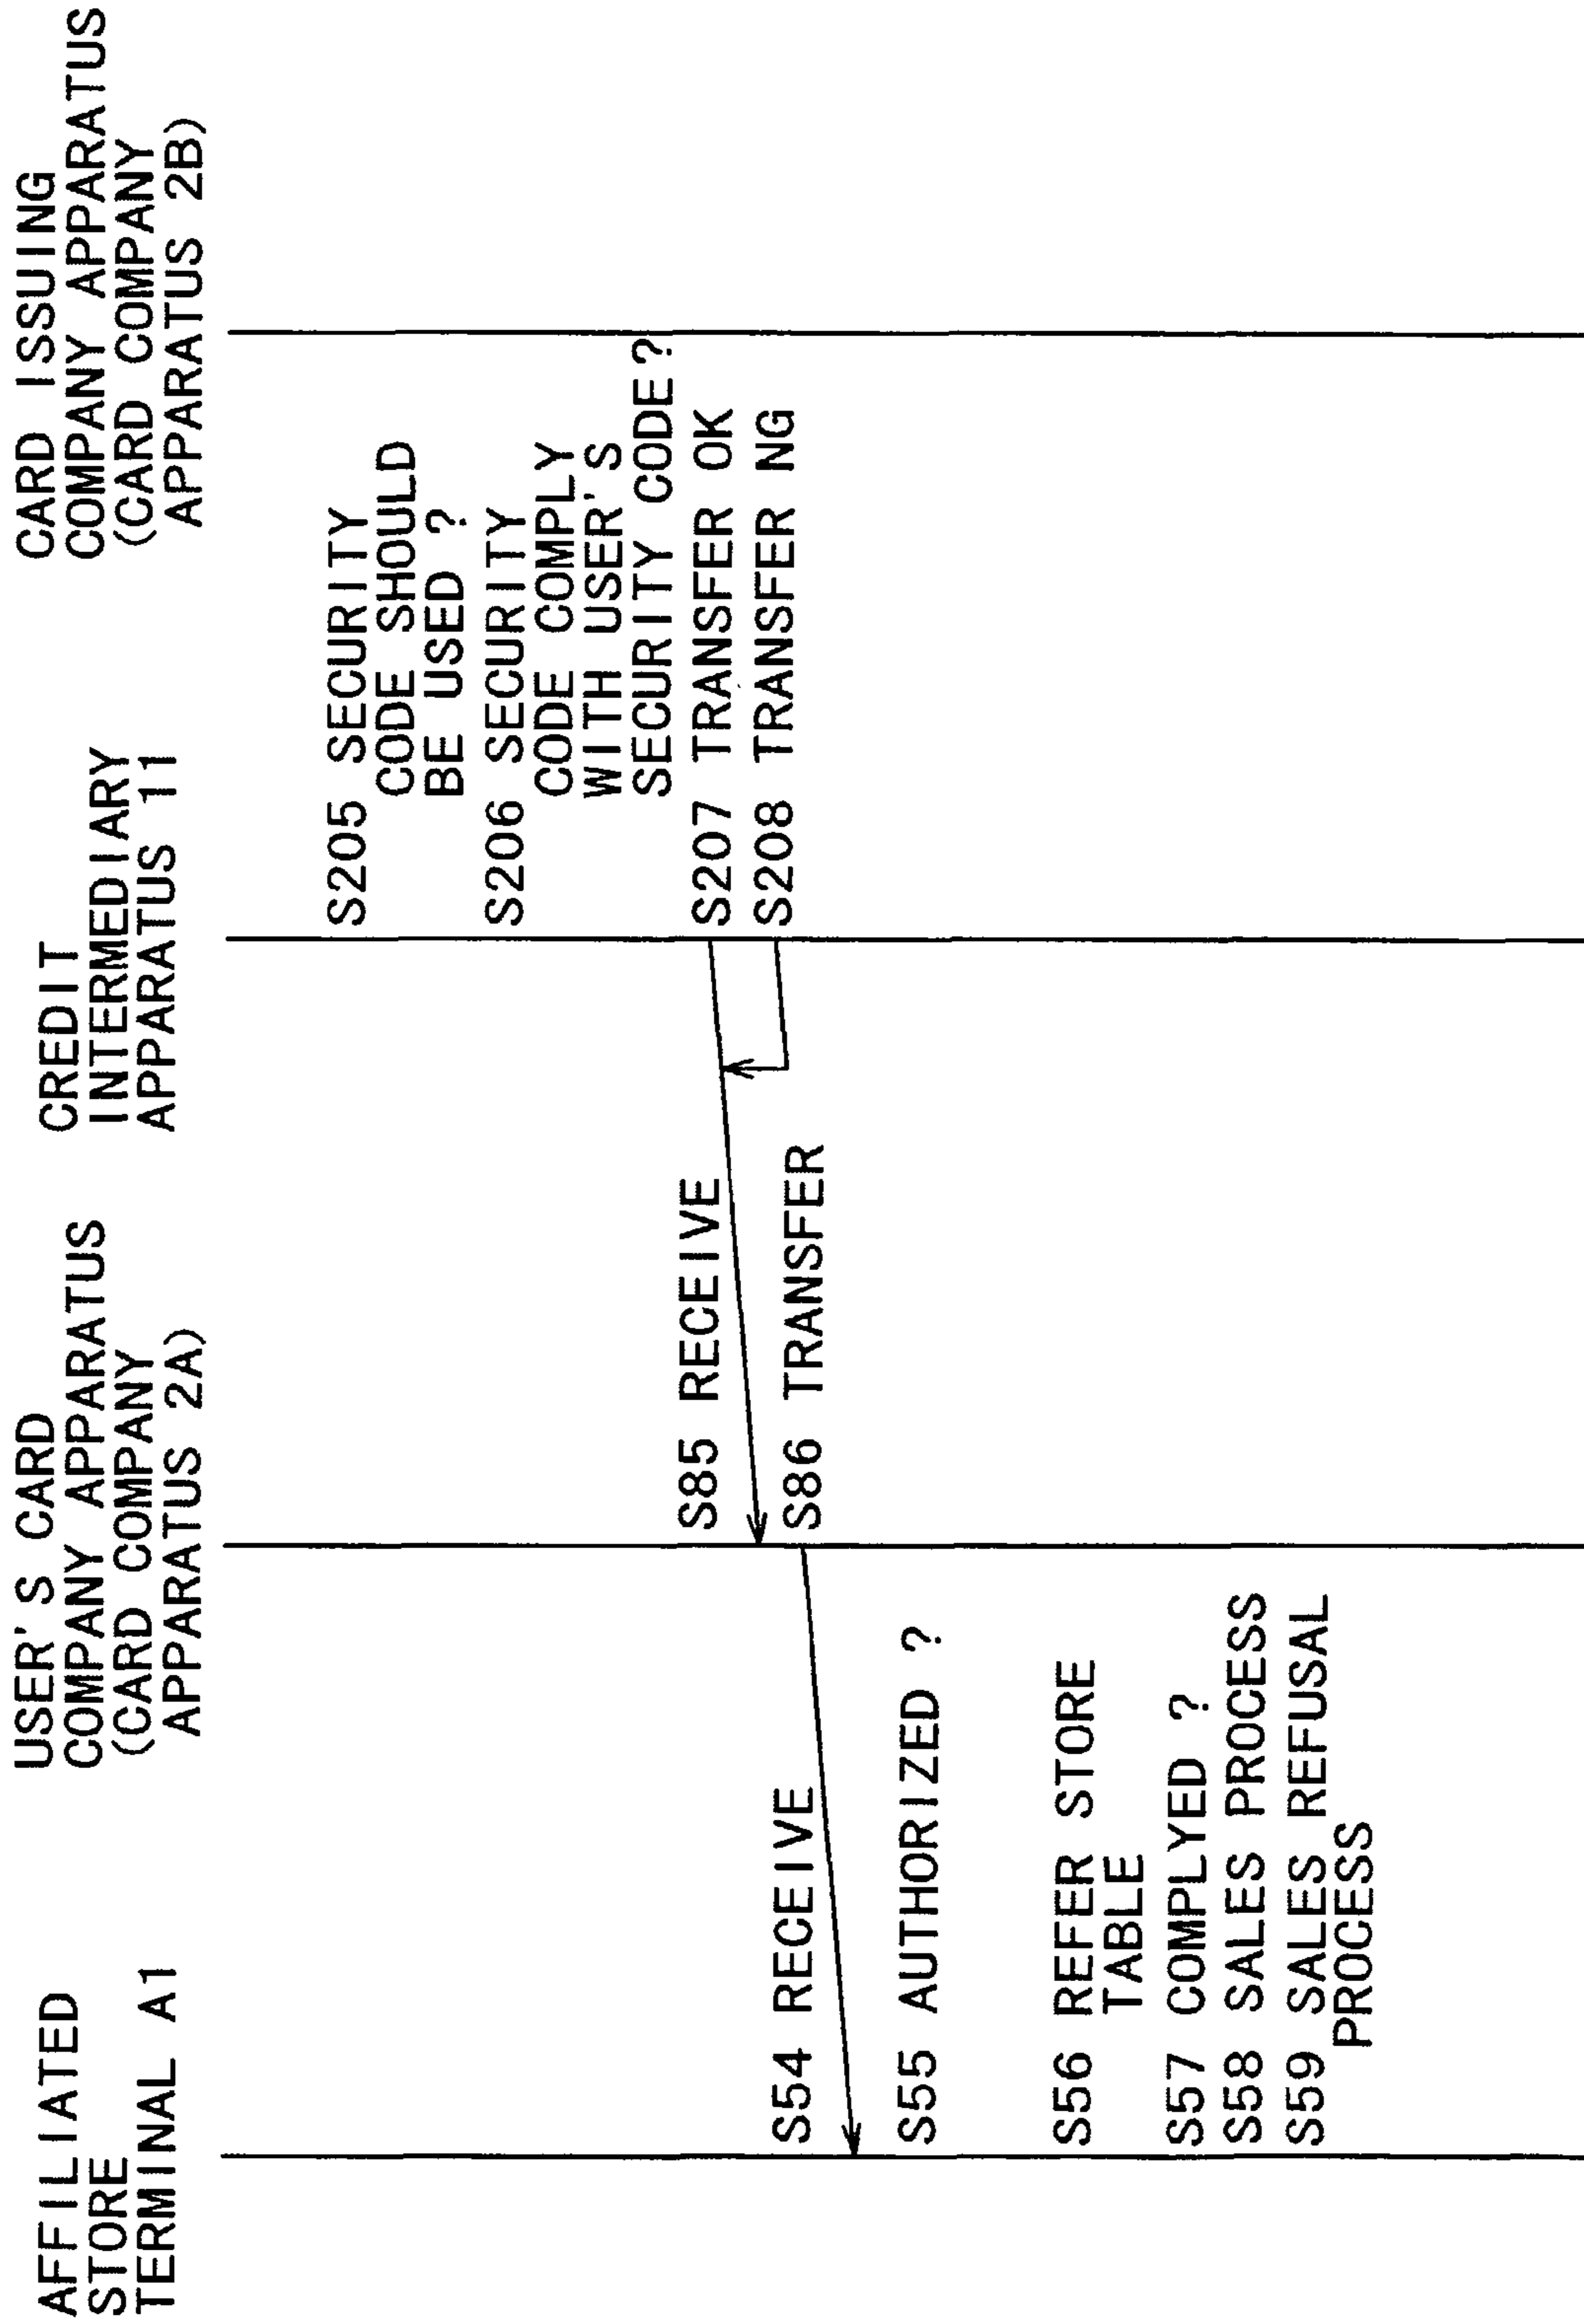 AFFILIATED
STORE
TERMINAL A1
USER'S CARD
COMPANY APPARATUS
(CARD COMPANY
APPARATUS 2A)
CREDIT
INTERMEDIARY
APPARATUS 11
CARD ISSUING
COMPANY APPARATUS
(CARD COMPANY
APPARATUS 2B)
S205 SECURITY
CODE SHOULD
BE USED ?
S206 SECURITY
CODE COMPLY
WITH USER'S
SECURITY CODE?
S207 TRANSFER OK
S208 TRANSFER NG
S85 RECEIVE
S86 TRANSFER
S54 RECEIVE
S55 AUTHORIZED ?
S56 REFER STORE
TABLE
S57 COMPLYED ?
S58 SALES PROCESS
S59 SALES REFUSAL
PROCESS